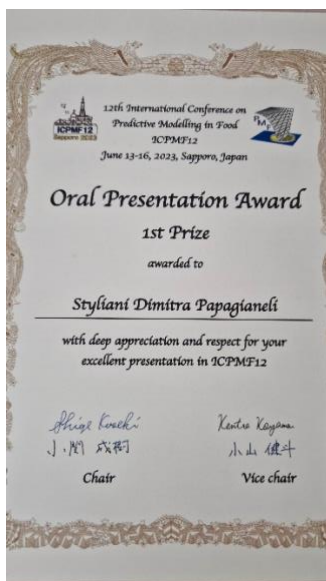 12th International Conference on
Predictive Modelling in Food
ICPMF12
June 13-16, 2023, Sapporo, Japan
ICPMF12
Sapporo 2023
PMF
Oral Presentation Award
1st Prize
awarded to
Styliani Dimitra Papagianeli
with deep appreciation and respect for your
excellent presentation in ICPMF12
Shige Koseki
Kento Koyama
小関 成樹
小山 健斗
Chair
Vice chair